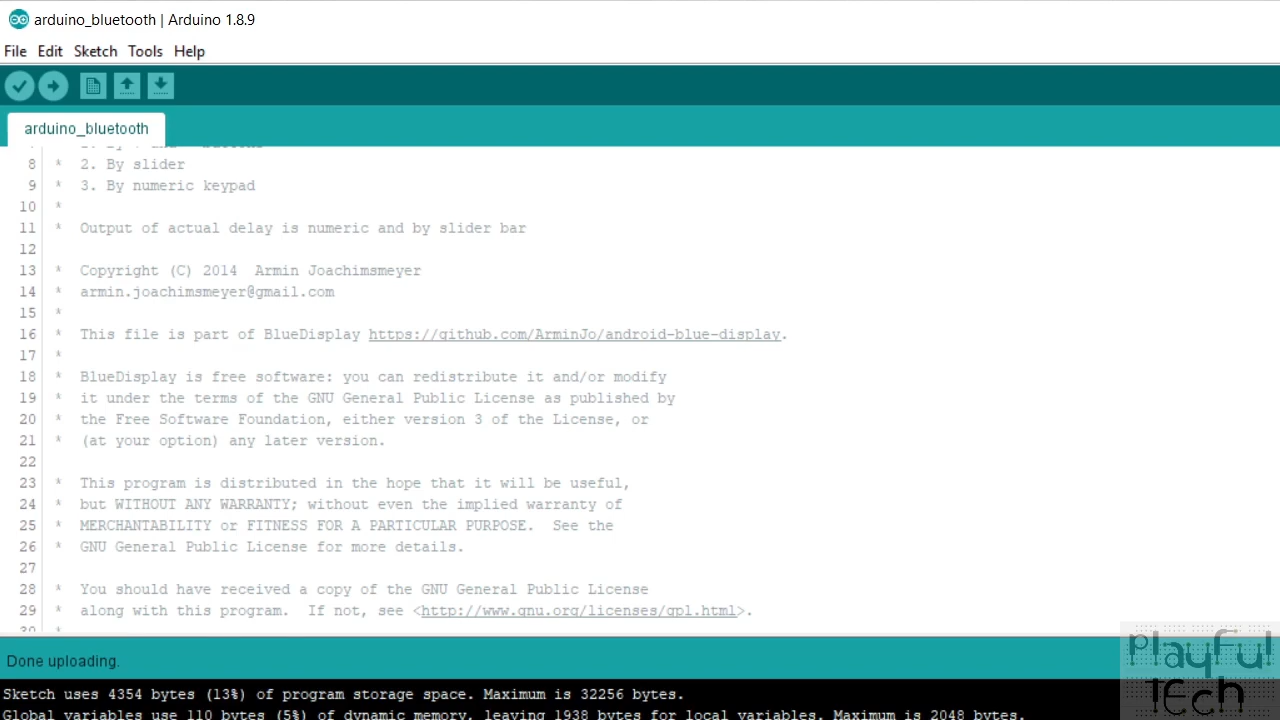 arduino_bluetooth | Arduino 1.8.9
File Edit Sketch Tools Help
arduino_bluetooth
8 * 2. By slider
9 * 3. By numeric keypad
10 *
11 * Output of actual delay is numeric and by slider bar
12
13 * Copyright (C) 2014  Armin Joachimsmeyer
14 * armin.joachimsmeyer@gmail.com
15 *
16 * This file is part of BlueDisplay https://github.com/ArminJo/android-blue-display.
17 *
18 * BlueDisplay is free software: you can redistribute it and/or modify
19 * it under the terms of the GNU General Public License as published by
20 * the Free Software Foundation, either version 3 of the License, or
21 * (at your option) any later version.
22
23 * This program is distributed in the hope that it will be useful,
24 * but WITHOUT ANY WARRANTY; without even the implied warranty of
25 * MERCHANTABILITY or FITNESS FOR A PARTICULAR PURPOSE.  See the
26 * GNU General Public License for more details.
27
28 * You should have received a copy of the GNU General Public License
29 * along with this program.  If not, see <http://www.gnu.org/licenses/gpl.html>.
30 *
Done uploading.
Sketch uses 4354 bytes (13%) of program storage space. Maximum is 32256 bytes.
Global variables use 110 bytes (5%) of dynamic memory, leaving 1938 bytes for local variables. Maximum is 2048 bytes.
PlayFul
TEch